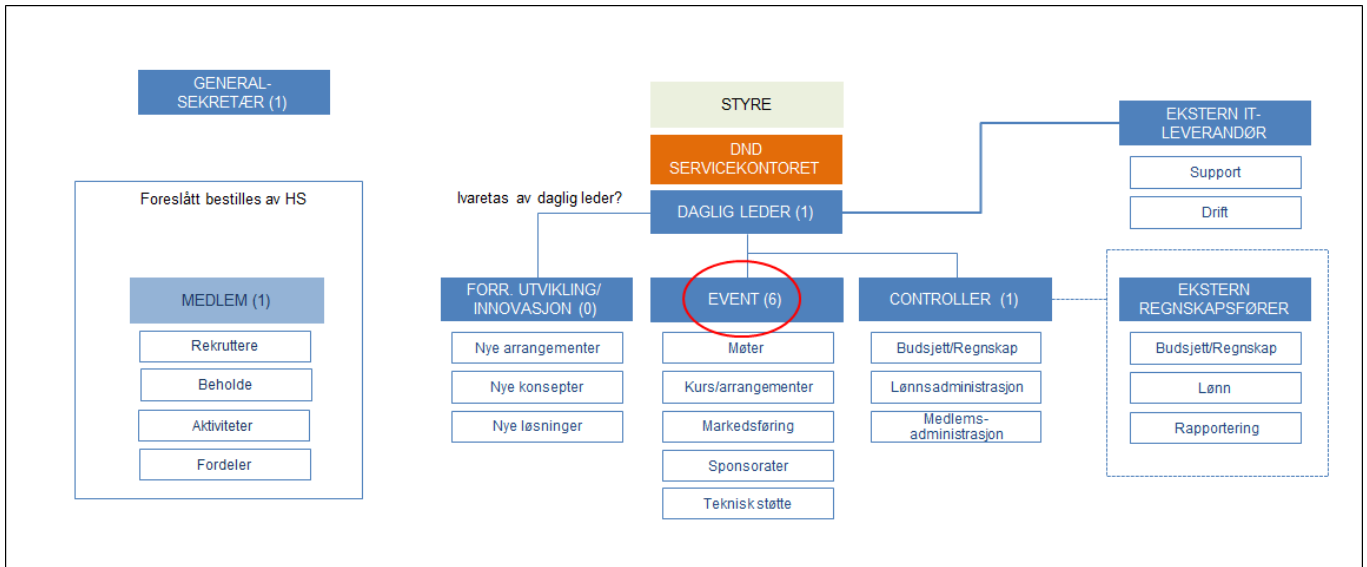 GENERAL-
SEKRETÆR (1)
STYRE
DND
SERVICEKONTORET
EKSTERN IT-
LEVERANDØR
Support
Drift
Foreslått bestilles av HS
Ivaretas av daglig leder?
DAGLIG LEDER (1)
MEDLEM (1)
Rekruttere
Beholde
Aktiviteter
Fordeler
FORR. UTVIKLING/
INNOVASJON (0)
Nye arrangementer
Nye konsepter
Nye løsninger
EVENT (6)
Møter
Kurs/arrangementer
Markedsføring
Sponsorater
Teknisk støtte
CONTROLLER (1)
Budsjett/Regnskap
Lønnsadministrasjon
Medlems-
administrasjon
EKSTERN
REGNSKAPSFØRER
Budsjett/Regnskap
Lønn
Rapportering